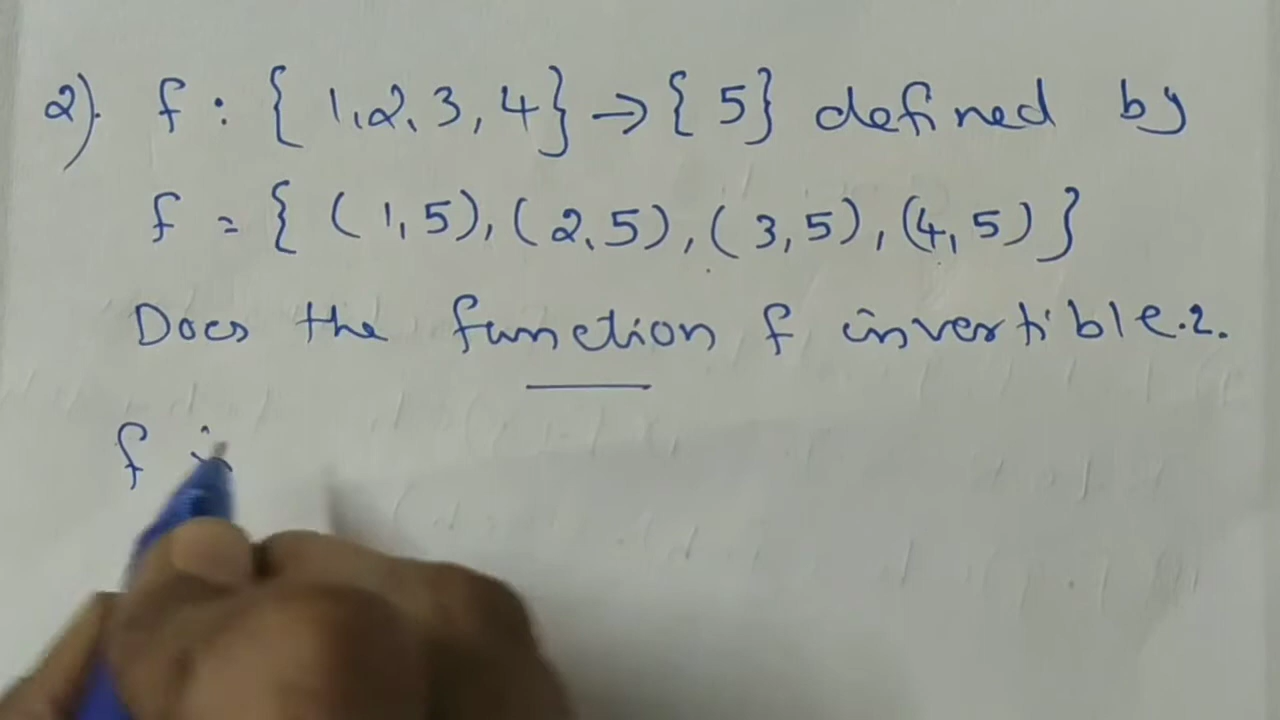 2). f : { 1,2,3,4} → { 5} defined by
f = { (1,5), (2,5), (3,5), (4,5) }
Does the function f invertible.?.
f is